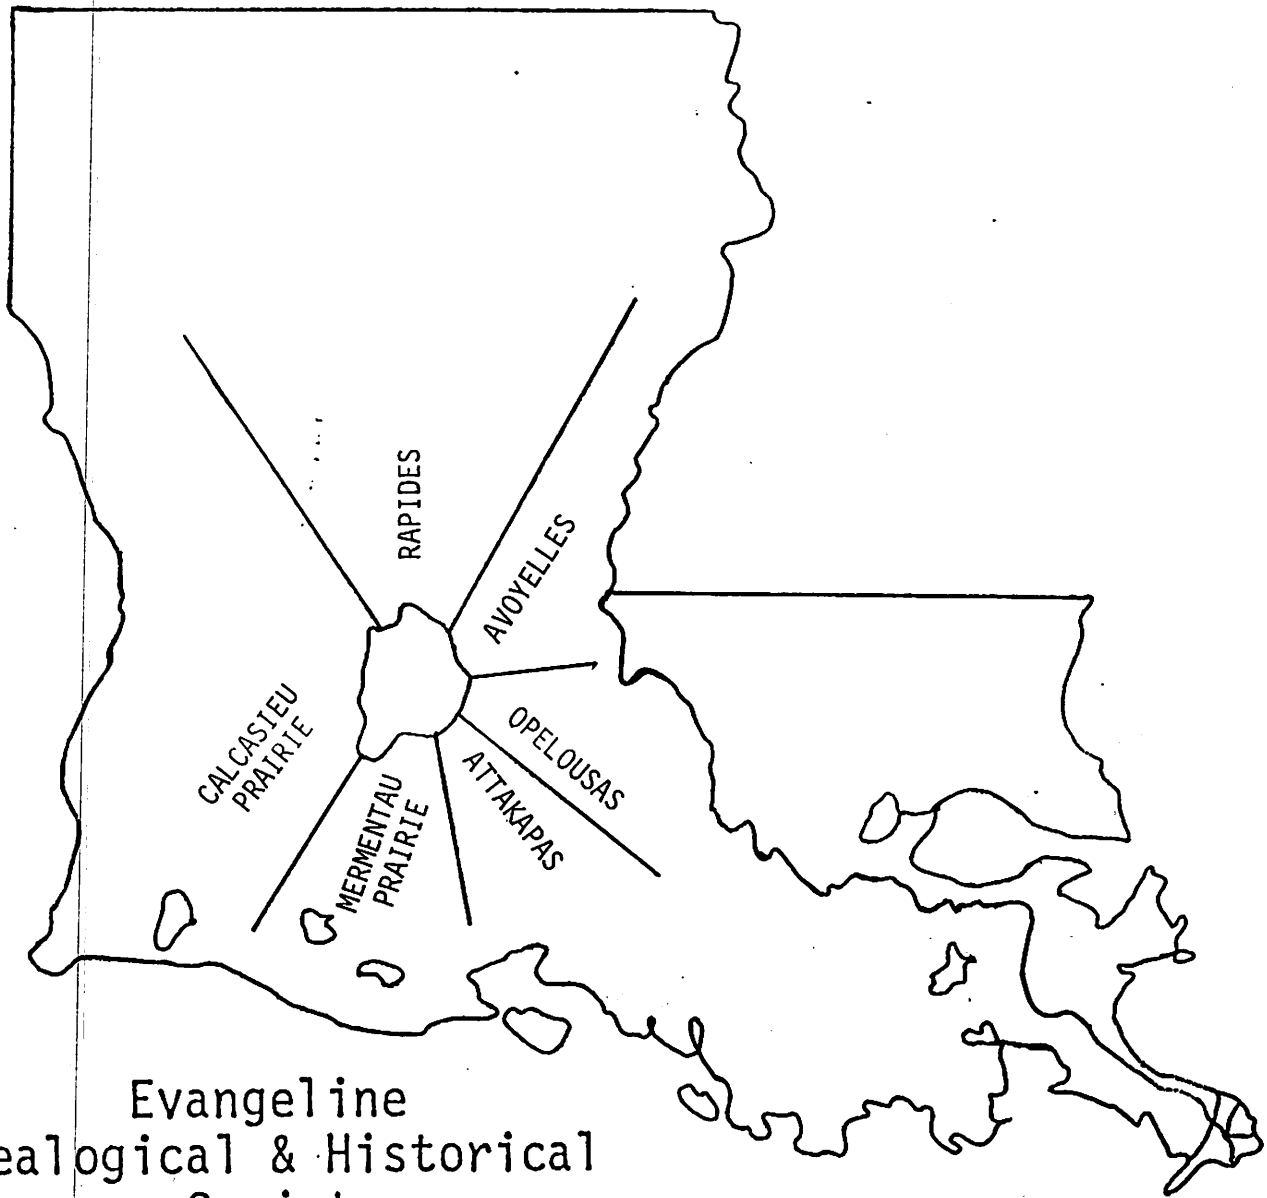 RAPIDES
AVOYELLES
CALCASIEU
PRAIRIE
OPELOUSAS
ATTAKAPAS
MERMENTAU
PRAIRIE
Evangeline
ealogical & Historical